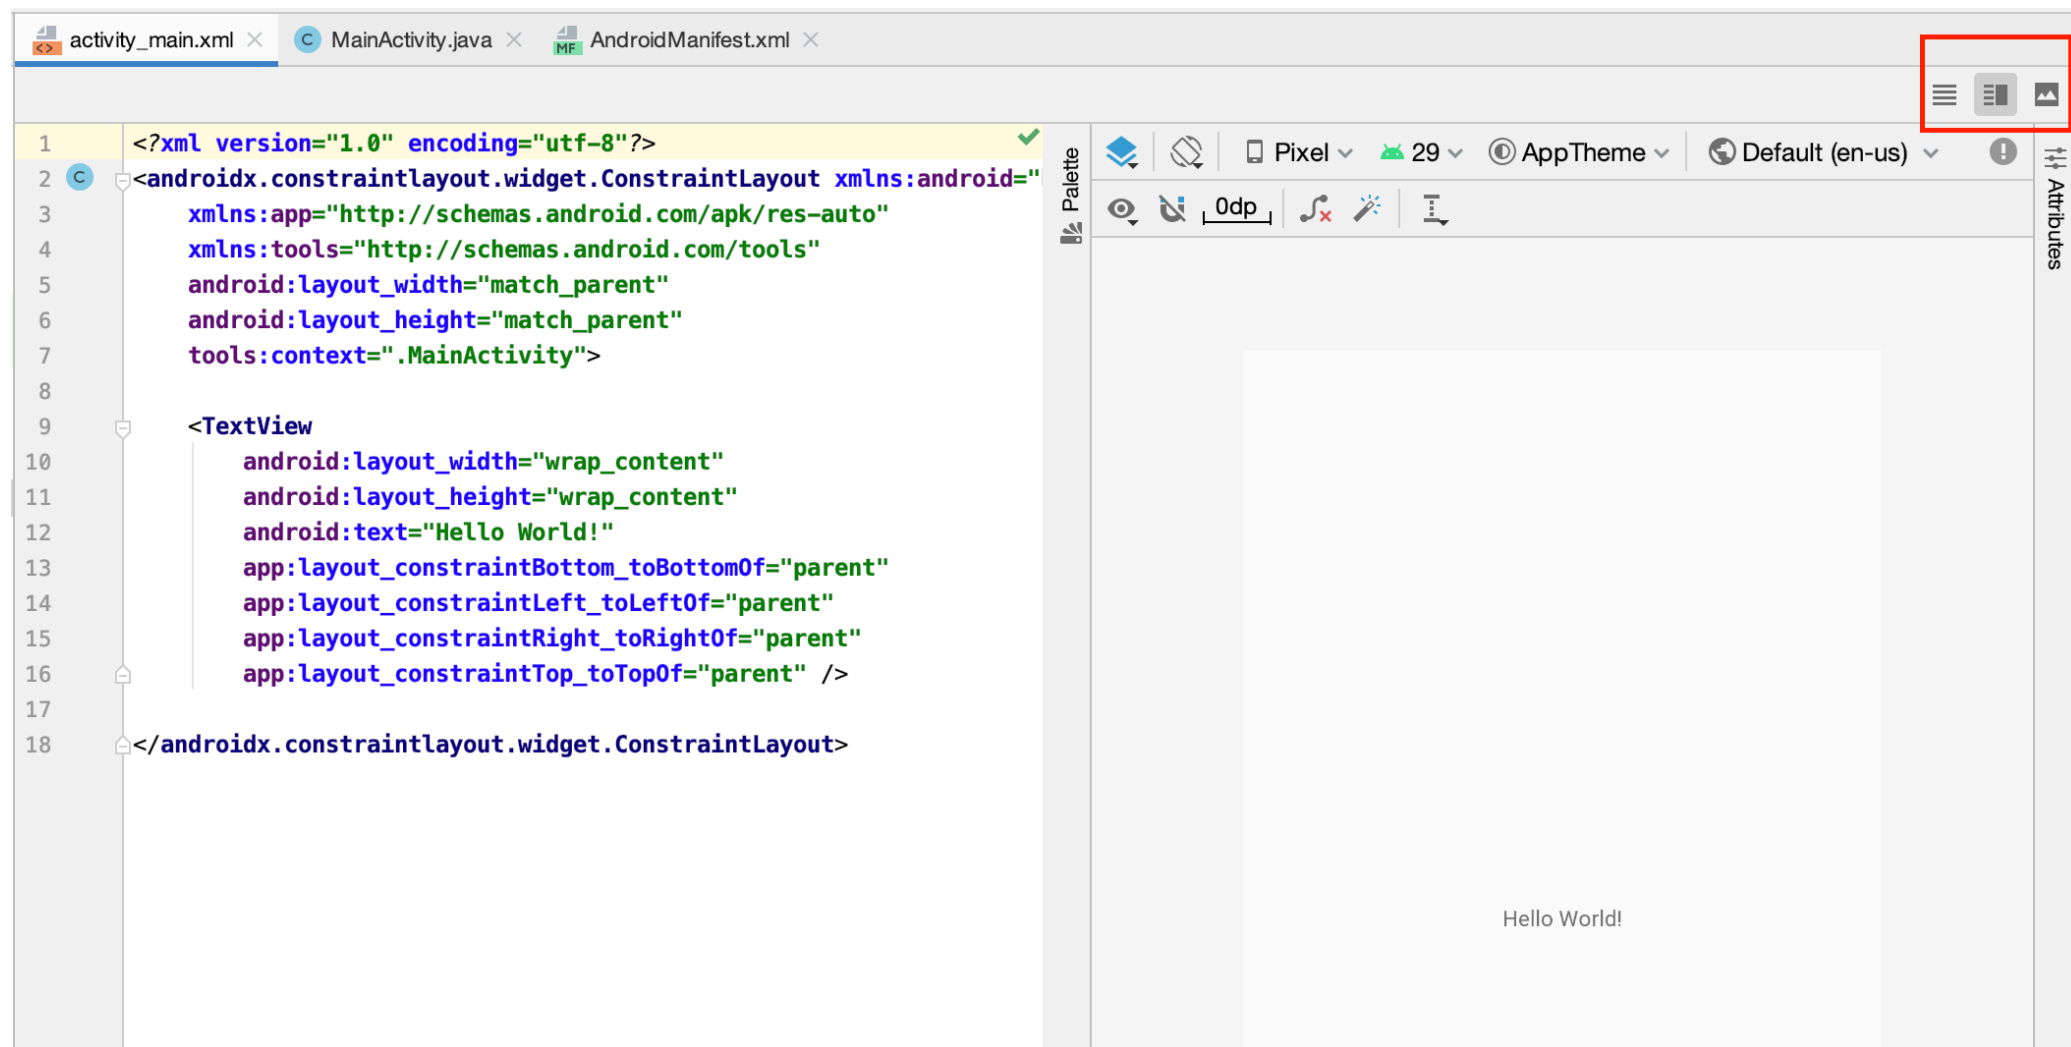 activity_main.xml MainActivity.java AndroidManifest.xml
1 <?xml version="1.0" encoding="utf-8"?>
2 <androidx.constraintlayout.widget.ConstraintLayout xmlns:android="
3 xmlns:app="http://schemas.android.com/apk/res-auto"
4 xmlns:tools="http://schemas.android.com/tools"
5 android:layout_width="match_parent"
6 android:layout_height="match_parent"
7 tools:context=".MainActivity">
8
9 <TextView
10 android:layout_width="wrap_content"
11 android:layout_height="wrap_content"
12 android:text="Hello World!"
13 app:layout_constraintBottom_toBottomOf="parent"
14 app:layout_constraintLeft_toLeftOf="parent"
15 app:layout_constraintRight_toRightOf="parent"
16 app:layout_constraintTop_toTopOf="parent" />
17
18 </androidx.constraintlayout.widget.ConstraintLayout>
Palette
Pixel 29 AppTheme Default (en-us)
0dp
Attributes
Hello World!